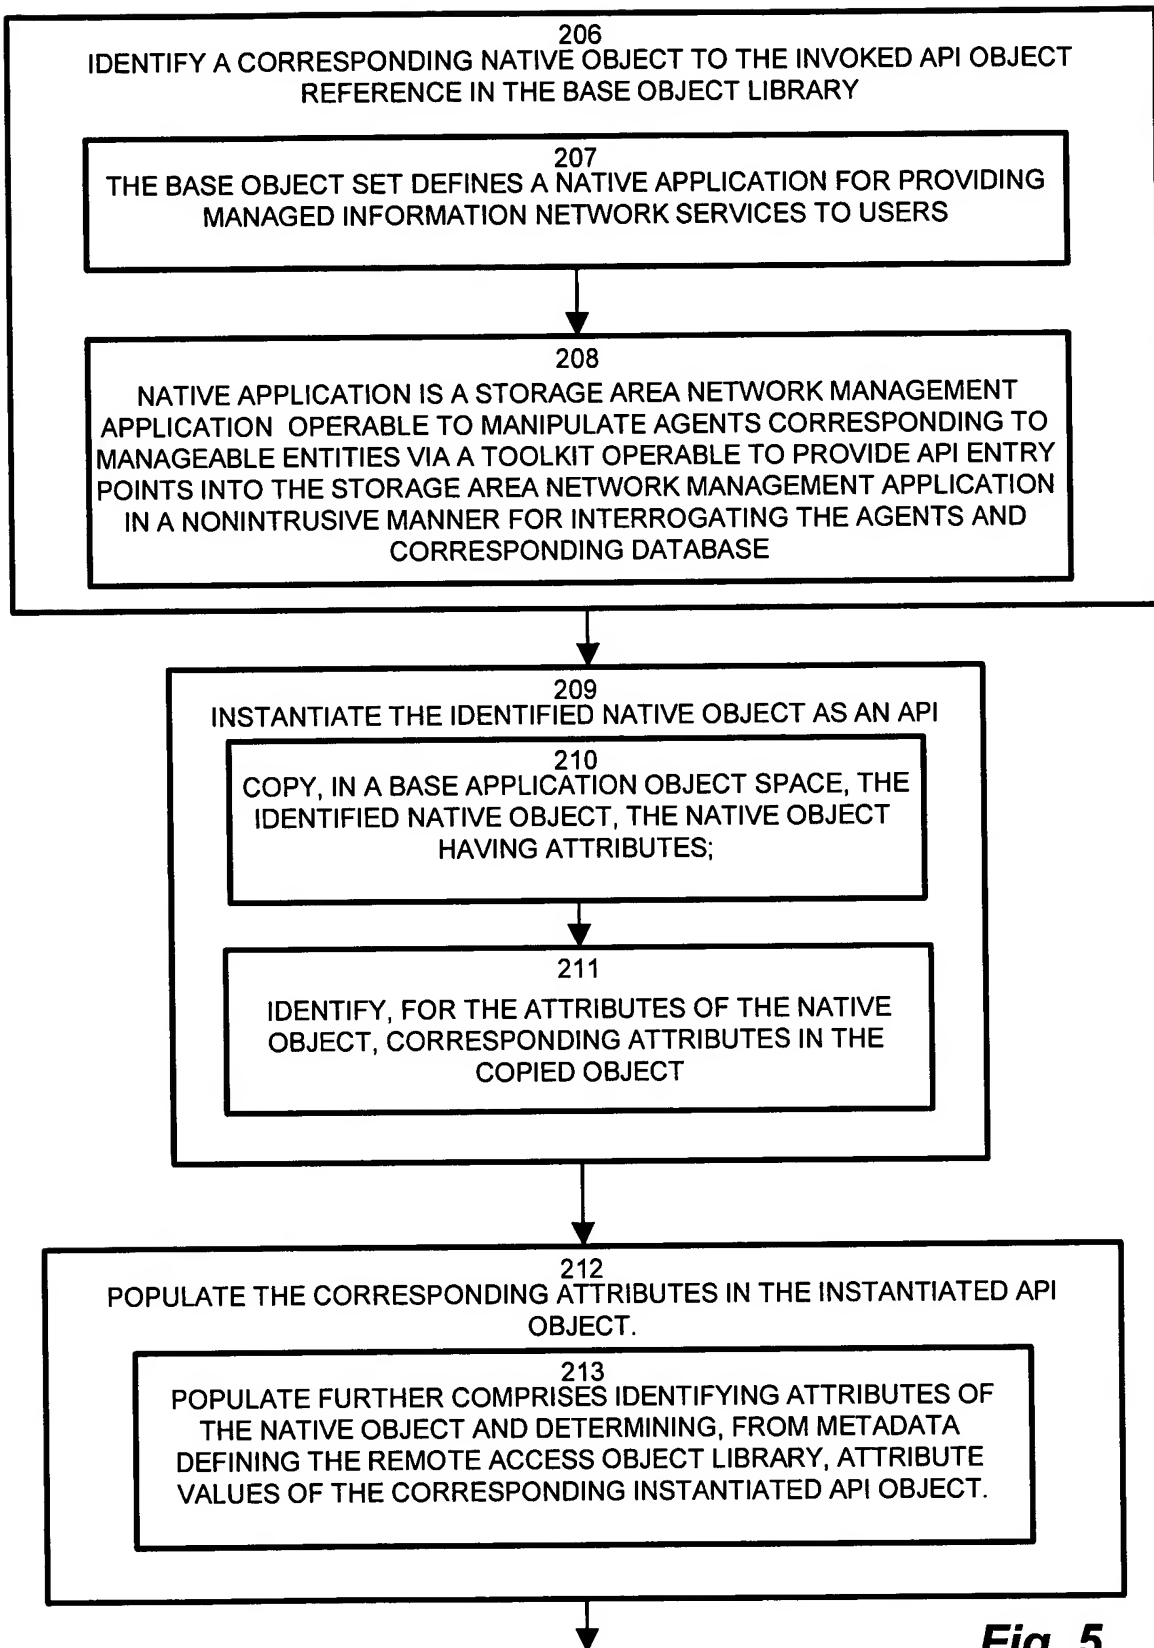 206
IDENTIFY A CORRESPONDING NATIVE OBJECT TO THE INVOKED API OBJECT
REFERENCE IN THE BASE OBJECT LIBRARY
207
THE BASE OBJECT SET DEFINES A NATIVE APPLICATION FOR PROVIDING
MANAGED INFORMATION NETWORK SERVICES TO USERS
208
NATIVE APPLICATION IS A STORAGE AREA NETWORK MANAGEMENT
APPLICATION OPERABLE TO MANIPULATE AGENTS CORRESPONDING TO
MANAGEABLE ENTITIES VIA A TOOLKIT OPERABLE TO PROVIDE API ENTRY
POINTS INTO THE STORAGE AREA NETWORK MANAGEMENT APPLICATION
IN A NONINTRUSIVE MANNER FOR INTERROGATING THE AGENTS AND
CORRESPONDING DATABASE
209
INSTANTIATE THE IDENTIFIED NATIVE OBJECT AS AN API
210
COPY, IN A BASE APPLICATION OBJECT SPACE, THE
IDENTIFIED NATIVE OBJECT, THE NATIVE OBJECT
HAVING ATTRIBUTES;
211
IDENTIFY, FOR THE ATTRIBUTES OF THE NATIVE
OBJECT, CORRESPONDING ATTRIBUTES IN THE
COPIED OBJECT
212
POPULATE THE CORRESPONDING ATTRIBUTES IN THE INSTANTIATED API
OBJECT.
213
POPULATE FURTHER COMPRISES IDENTIFYING ATTRIBUTES OF
THE NATIVE OBJECT AND DETERMINING, FROM METADATA
DEFINING THE REMOTE ACCESS OBJECT LIBRARY, ATTRIBUTE
VALUES OF THE CORRESPONDING INSTANTIATED API OBJECT.
Fig. 5